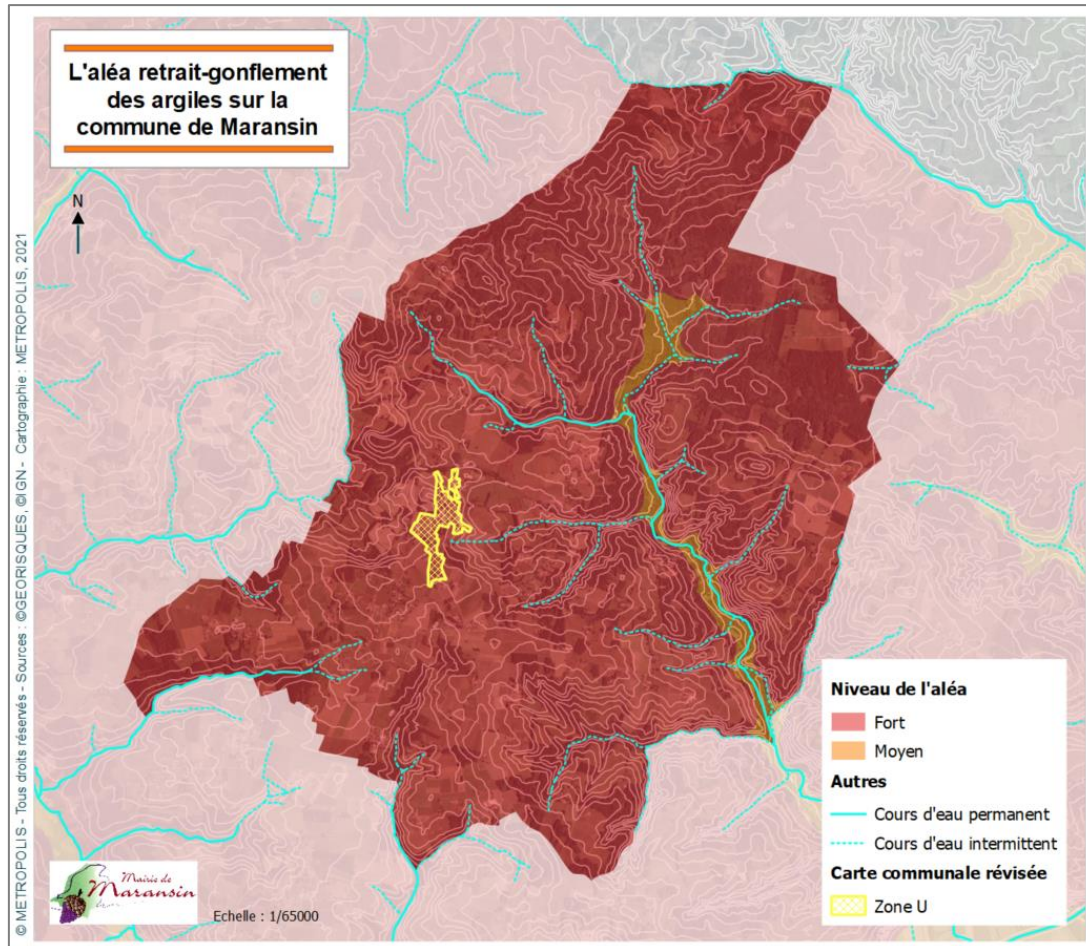 L'aléa retrait-gonflement
des argiles sur la
commune de Maransin
N
© METROPOLIS - Tous droits réservés - Sources : ©GEORISQUES, ©IGN - Cartographie : METROPOLIS, 2021
Niveau de l'aléa
Fort
Moyen
Autres
Cours d'eau permanent
Cours d'eau intermittent
Carte communale révisée
Zone U
Mairie de
Maransin
Echelle : 1/65000